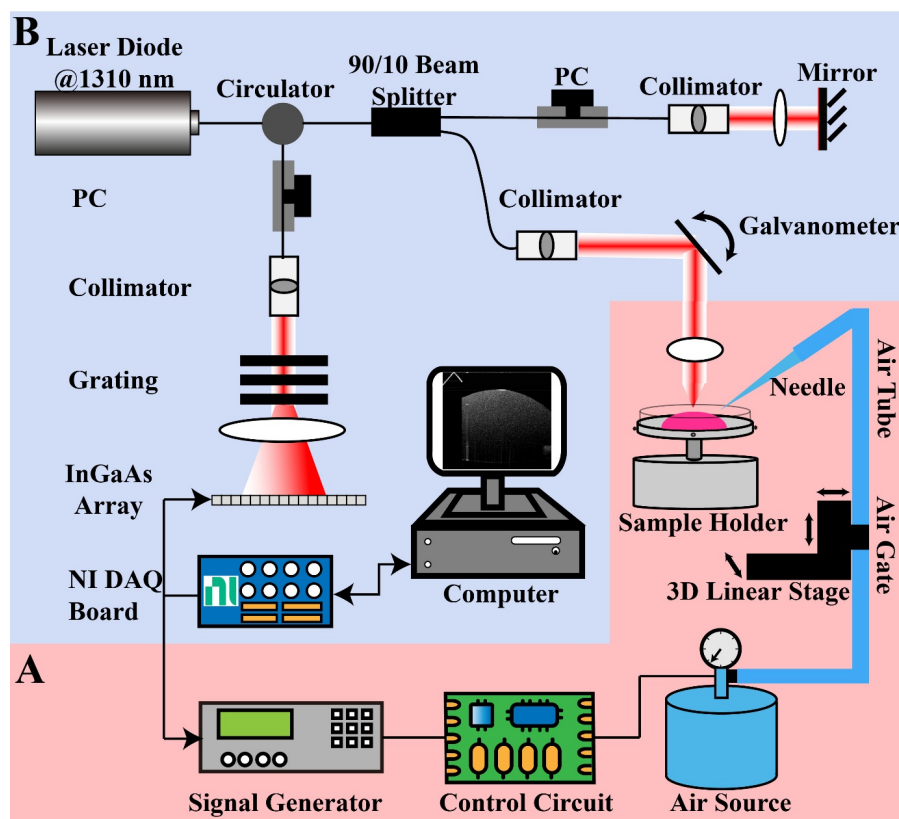 B
Laser Diode
@1310 nm
Circulator
90/10 Beam
Splitter
PC
Collimator
Mirror
PC
Collimator
Galvanometer
Collimator
Grating
Needle
Air Tube
InGaAs
Array
Sample Holder
Air Gate
NI DAQ
Board
nı
Computer
3D Linear Stage
A
Signal Generator
Control Circuit
Air Source